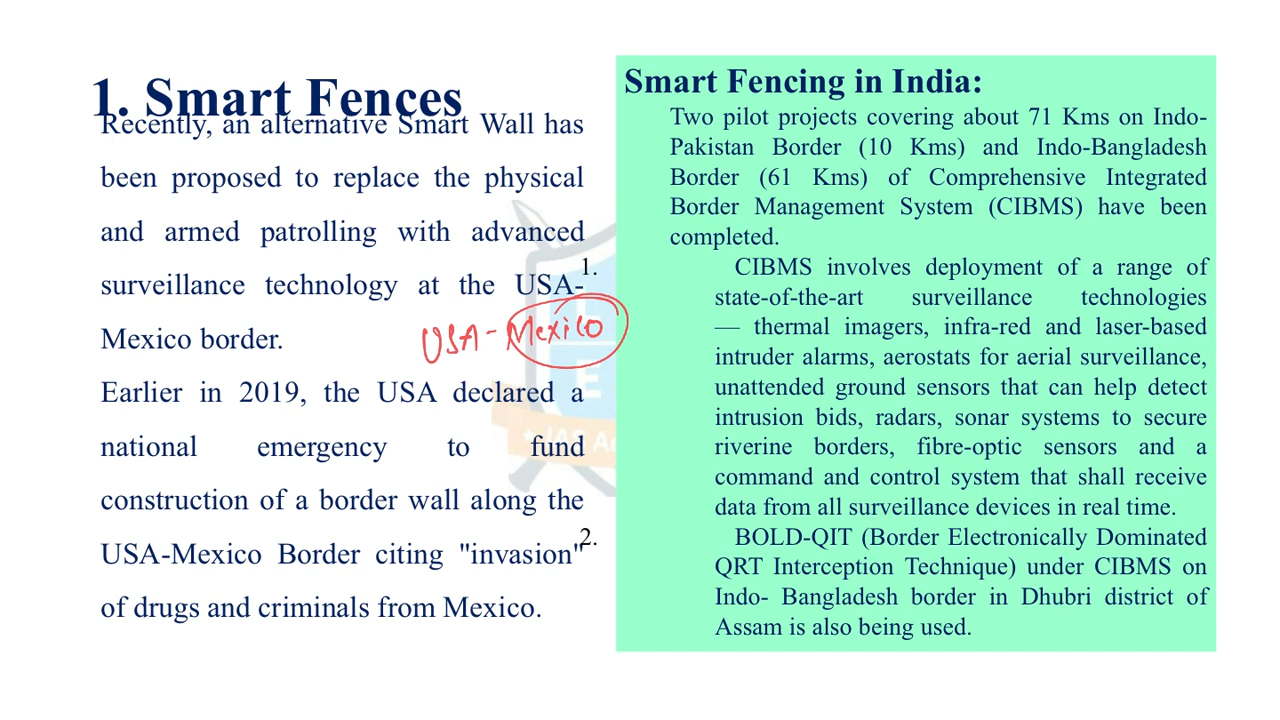 1. Smart Fences
Recently, an alternative Smart Wall has
been proposed to replace the physical
and armed patrolling with advanced
surveillance technology at the USA-
Mexico border.
USA - Mexico
Earlier in 2019, the USA declared a
national emergency to fund
construction of a border wall along the
USA-Mexico Border citing "invasion"
of drugs and criminals from Mexico.
Smart Fencing in India:
Two pilot projects covering about 71 Kms on Indo-
Pakistan Border (10 Kms) and Indo-Bangladesh
Border (61 Kms) of Comprehensive Integrated
Border Management System (CIBMS) have been
completed.
1. CIBMS involves deployment of a range of
state-of-the-art surveillance technologies
— thermal imagers, infra-red and laser-based
intruder alarms, aerostats for aerial surveillance,
unattended ground sensors that can help detect
intrusion bids, radars, sonar systems to secure
riverine borders, fibre-optic sensors and a
command and control system that shall receive
data from all surveillance devices in real time.
2. BOLD-QIT (Border Electronically Dominated
QRT Interception Technique) under CIBMS on
Indo- Bangladesh border in Dhubri district of
Assam is also being used.